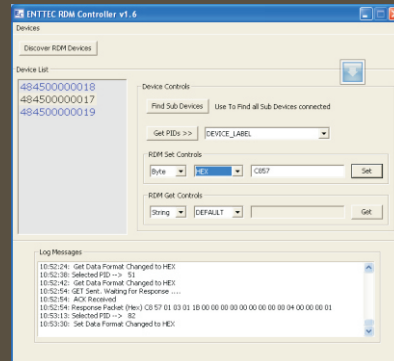 ENTTEC RDM Controller v1.6
Devices
Discover RDM Devices
Device List
484500000018
484500000017
484500000019
Device Controls
Find Sub Devices Use To Find all Sub Devices connected
Get PIDs >> DEVICE_LABEL
RDM Set Controls
Byte HEX C857 Set
RDM Get Controls
String DEFAULT Get
Log Messages
10:52:24: Get Data Format Changed to HEX
10:52:30: Selected PID --> 51
10:52:42: Get Data Format Changed to HEX
10:52:54: GET Sent. Waiting for Response ....
10:52:54: ACK Received
10:52:54: Response Packet (Hex) C8 57 01 03 01 1B 00 00 00 00 00 00 00 00 00 04 00 00 00 01
10:53:13: Selected PID --> 82
10:53:30: Set Data Format Changed to HEX